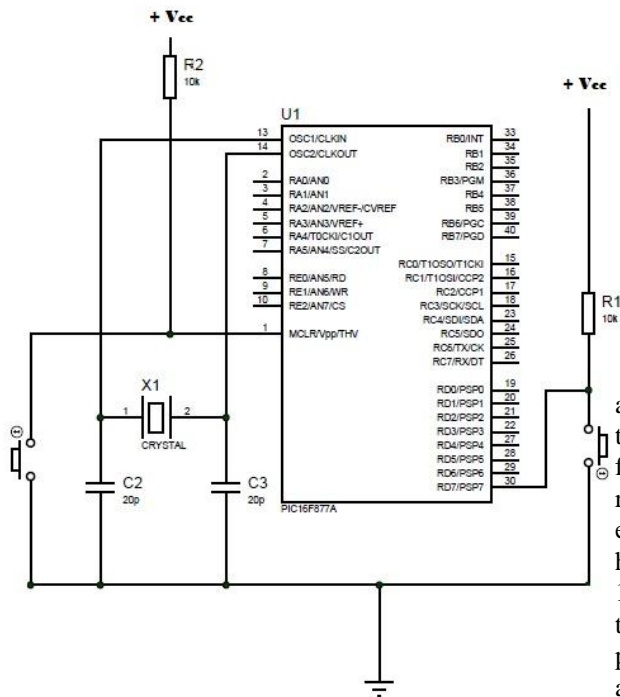 + Vcc
R2
10k
+ Vcc
U1
13 OSC1/CLKIN
14 OSC2/CLKOUT
2 RA0/AN0
3 RA1/AN1
4 RA2/AN2/VREF-/CVREF
5 RA3/AN3/VREF+
6 RA4/T0CKI/C1OUT
7 RA5/AN4/SS/C2OUT
8 RE0/AN5/RD
9 RE1/AN6/WR
10 RE2/AN7/CS
1 MCLR/Vpp/THV
RB0/INT 33
RB1 34
RB2 35
RB3/PGM 36
RB4 37
RB5 38
RB6/PGC 39
RB7/PGD 40
RC0/T1OSO/T1CKI 15
RC1/T1OSI/CCP2 16
RC2/CCP1 17
RC3/SCK/SCL 18
RC4/SDI/SDA 23
RC5/SDO 24
RC6/TX/CK 25
RC7/RX/DT 26
RD0/PSP0 19
RD1/PSP1 20
RD2/PSP2 21
RD3/PSP3 22
RD4/PSP4 27
RD5/PSP5 28
RD6/PSP6 29
RD7/PSP7 30
PIC16F877A
R1
10k
X1
1 2
CRYSTAL
C2
20p
C3
20p